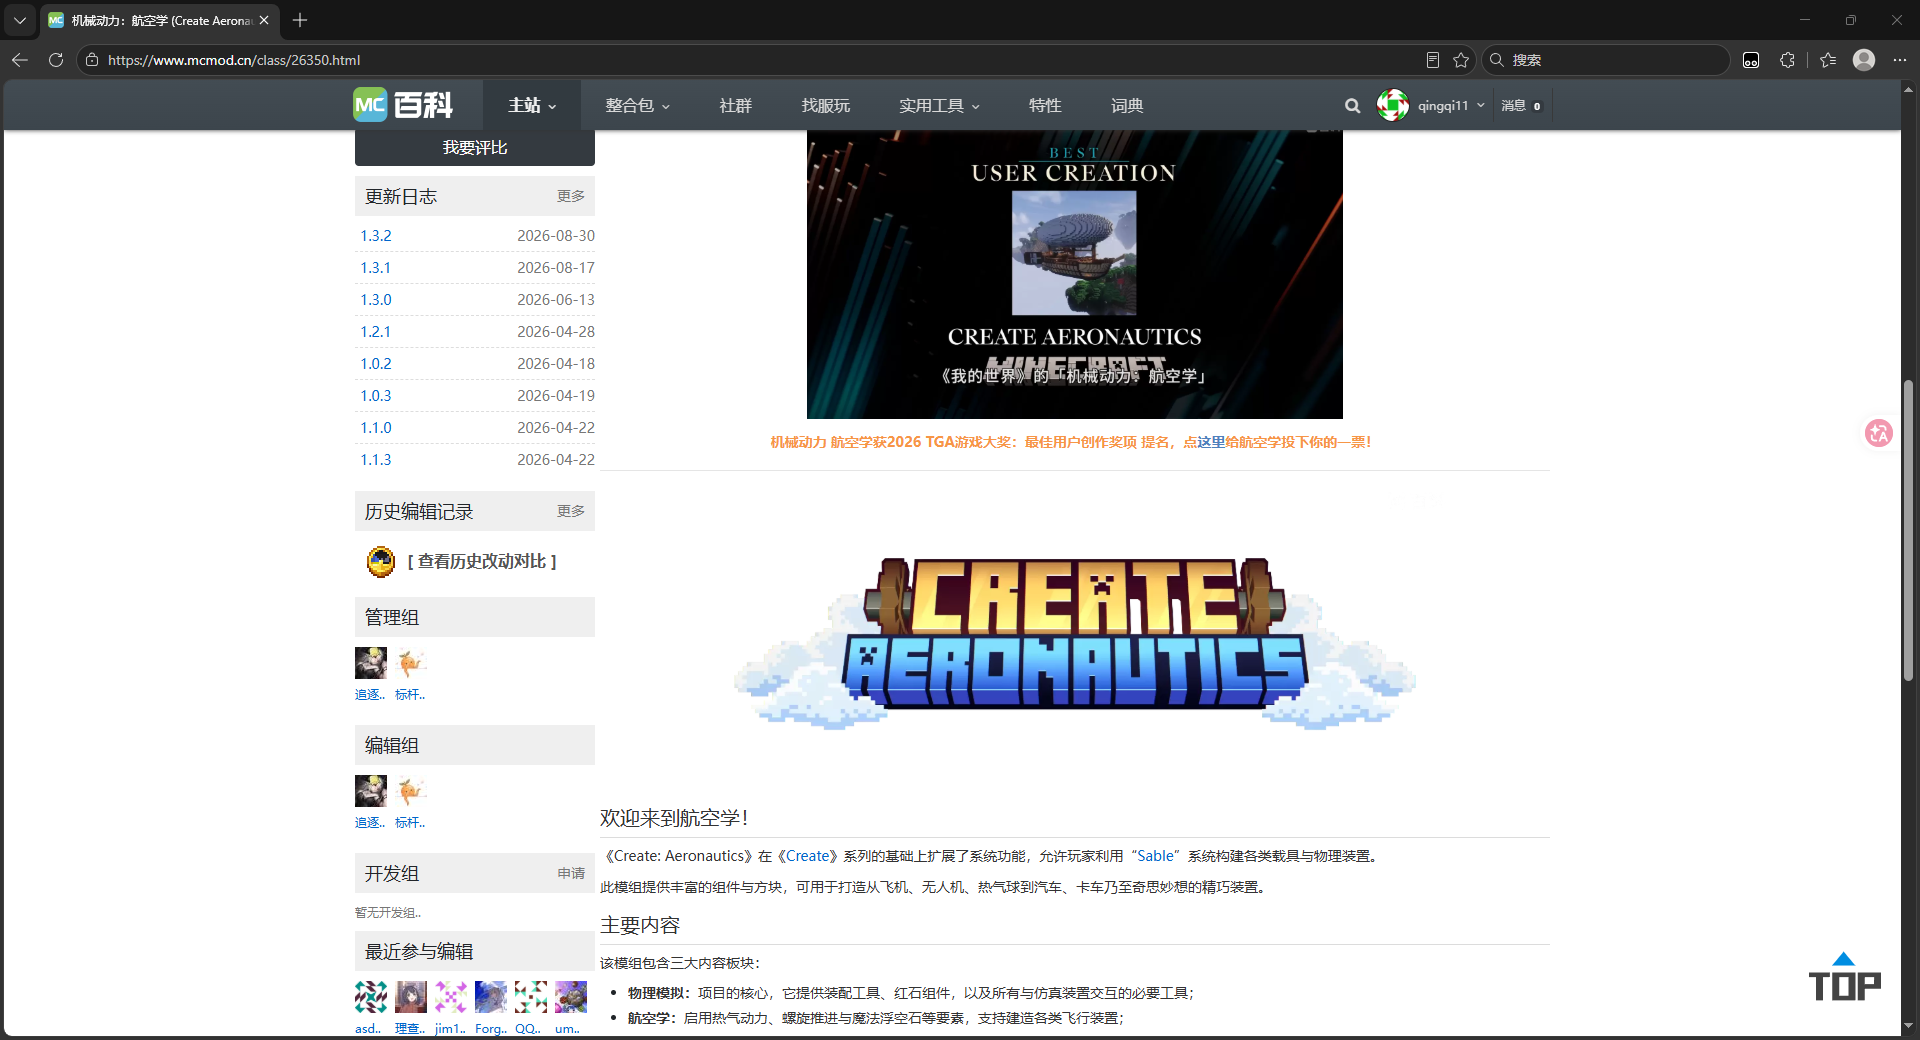 机械动力：航空学 (Create Aerona
https://www.mcmod.cn/class/26350.html
搜索
MC 百科
主站
整合包
社群
找服玩
实用工具
特性
词典
qingqi11
消息 0
我要评比
更新日志 更多
1.3.2 2026-08-30
1.3.1 2026-08-17
1.3.0 2026-06-13
1.2.1 2026-04-28
1.0.2 2026-04-18
1.0.3 2026-04-19
1.1.0 2026-04-22
1.1.3 2026-04-22
历史编辑记录 更多
[ 查看历史改动对比 ]
管理组
追逐.. 标杆..
编辑组
追逐.. 标杆..
开发组 申请
暂无开发组..
最近参与编辑
asd.. 理查.. jim1.. Forg.. QQ.. um..
BEST
USER CREATION
CREATE AERONAUTICS
MINECRAFT
《我的世界》的「机械动力：航空学」
机械动力 航空学获2026 TGA游戏大奖：最佳用户创作奖项 提名，点这里给航空学投下你的一票！
CREATE
AERONAUTICS
欢迎来到航空学！
《Create: Aeronautics》在《Create》系列的基础上扩展了系统功能，允许玩家利用“Sable”系统构建各类载具与物理装置。
此模组提供丰富的组件与方块，可用于打造从飞机、无人机、热气球到汽车、卡车乃至奇思妙想的精巧装置。
主要内容
该模组包含三大内容板块：
• 物理模拟：项目的核心，它提供装配工具、红石组件，以及所有与仿真装置交互的必要工具；
• 航空学：启用热气动力、螺旋推进与魔法浮空石等要素，支持建造各类飞行装置；
TOP